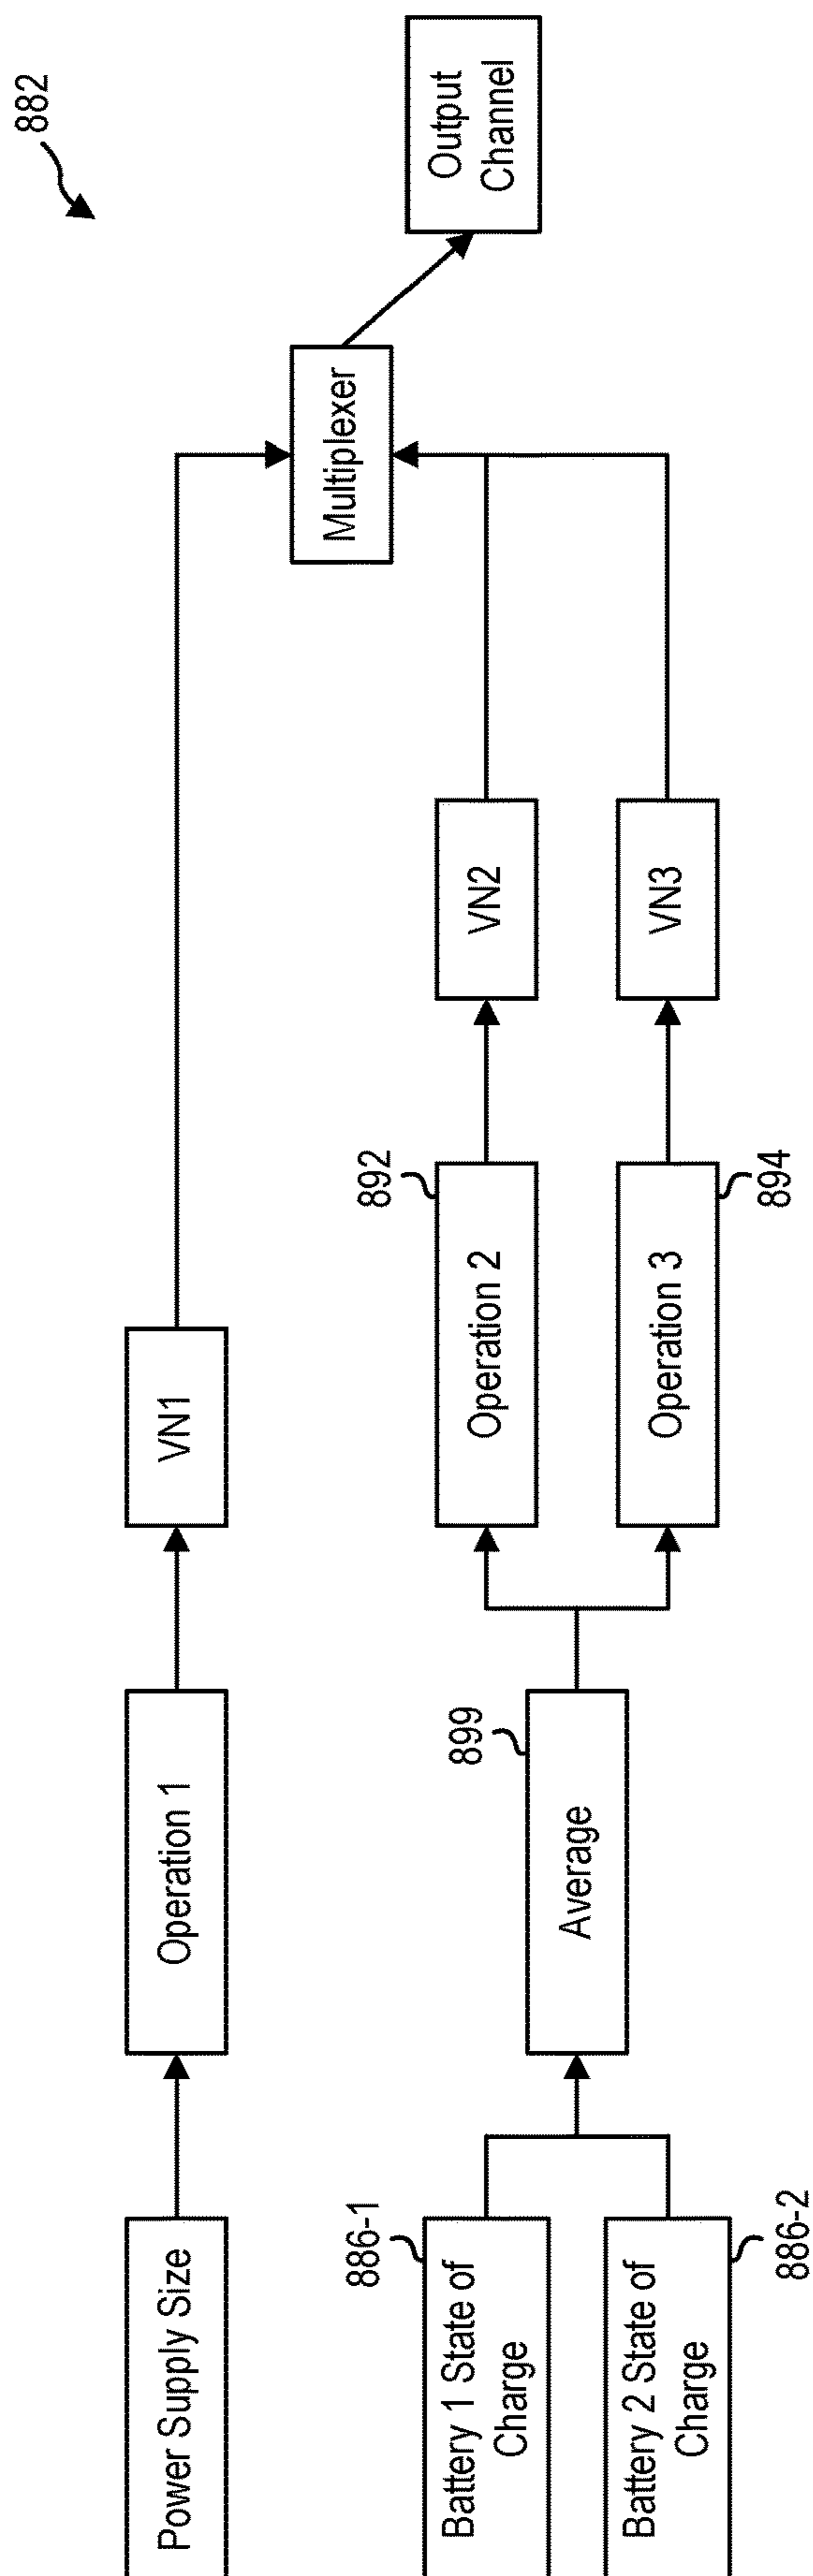 882
Power Supply Size
Operation 1
VN1
Multiplexer
Output
Channel
886-1
Battery 1 State of
Charge
Battery 2 State of
Charge
886-2
899
Average
892
Operation 2
VN2
Operation 3
894
VN3